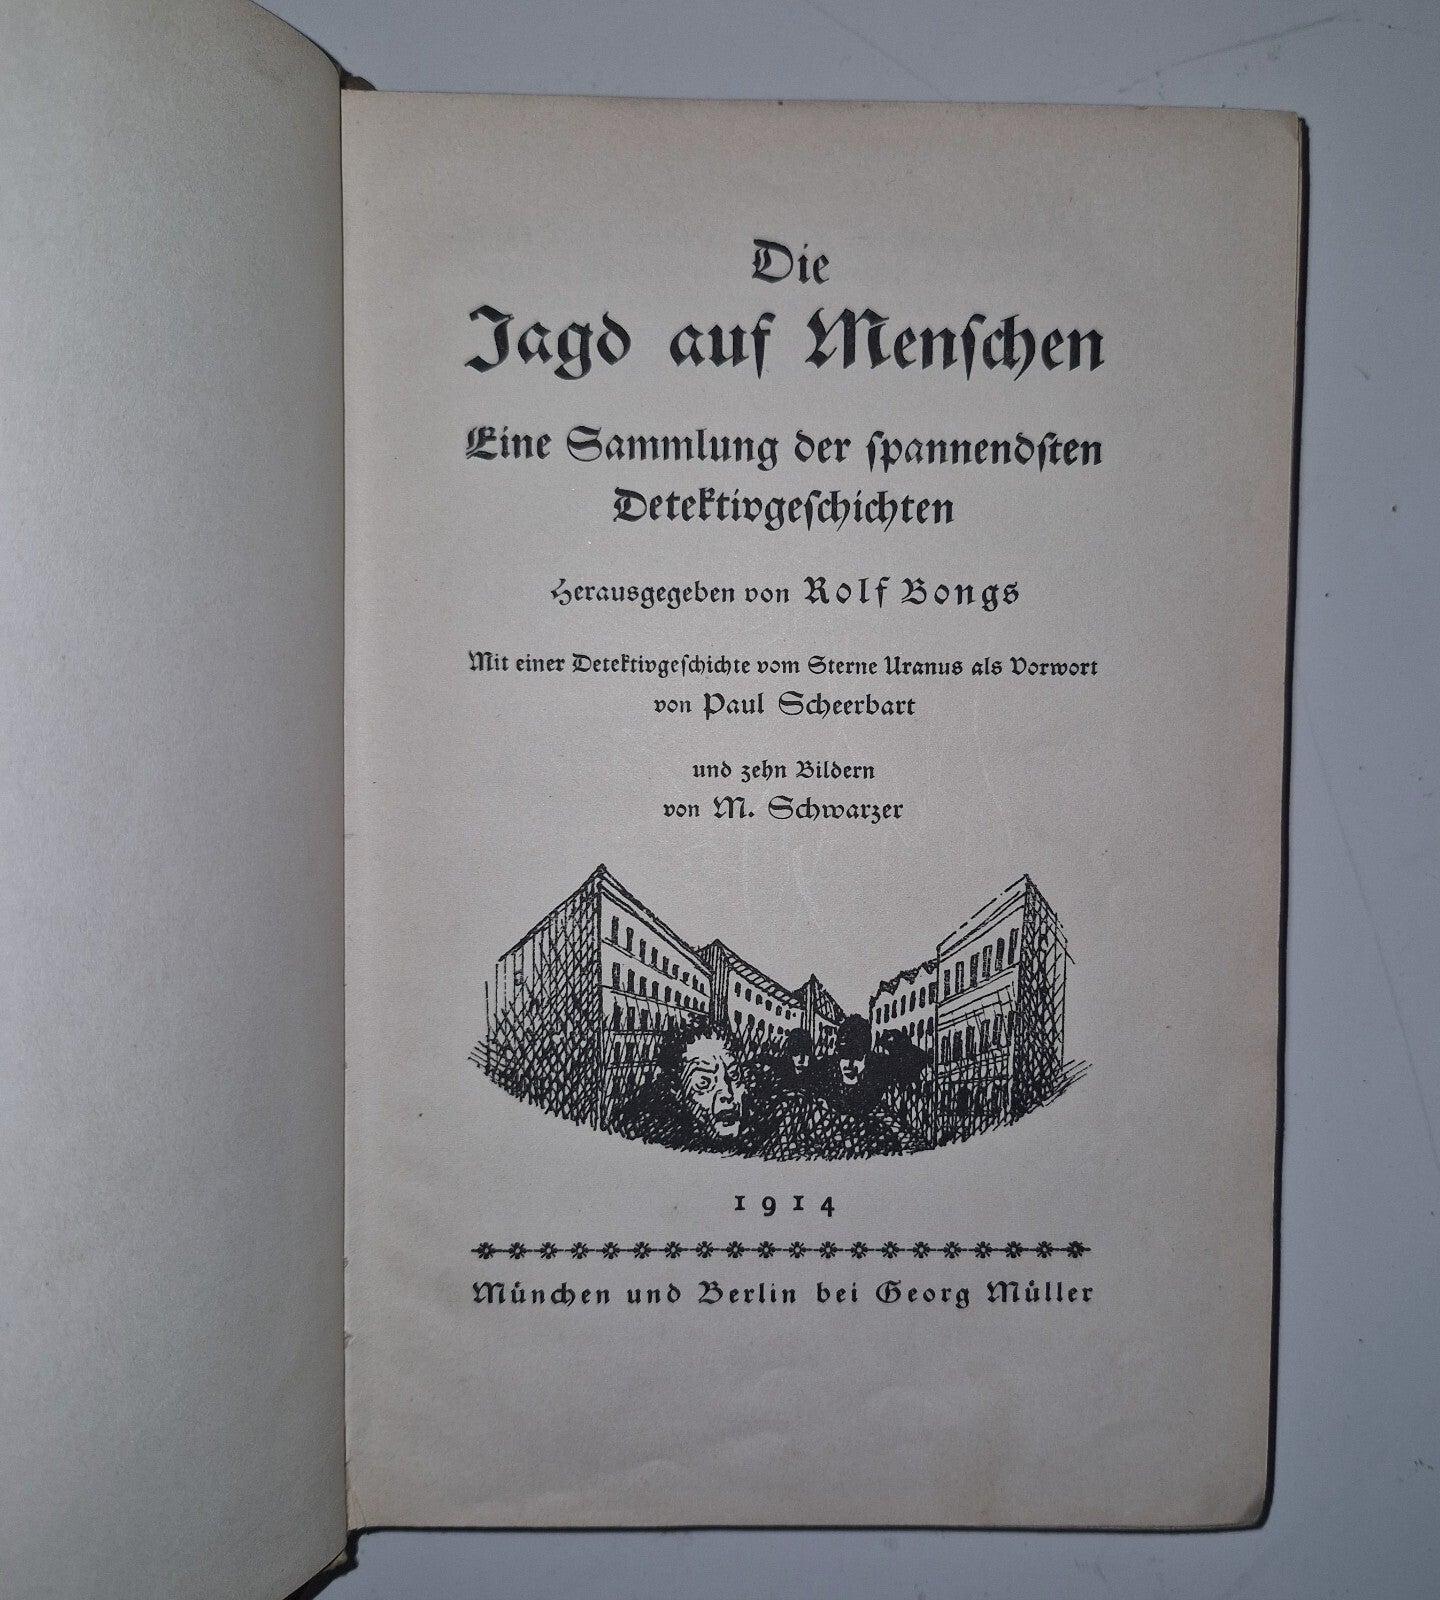 Die
Jagd auf Menſchen
Eine Sammlung der ſpannendſten
Detektivgeſchichten
Herausgegeben von Rolf Bongs
Mit einer Detektivgeſchichte vom Sterne Uranus als Vorwort
von Paul Scheerbart
und zehn Bildern
von M. Schwarzer
1914
München und Berlin bei Georg Müller